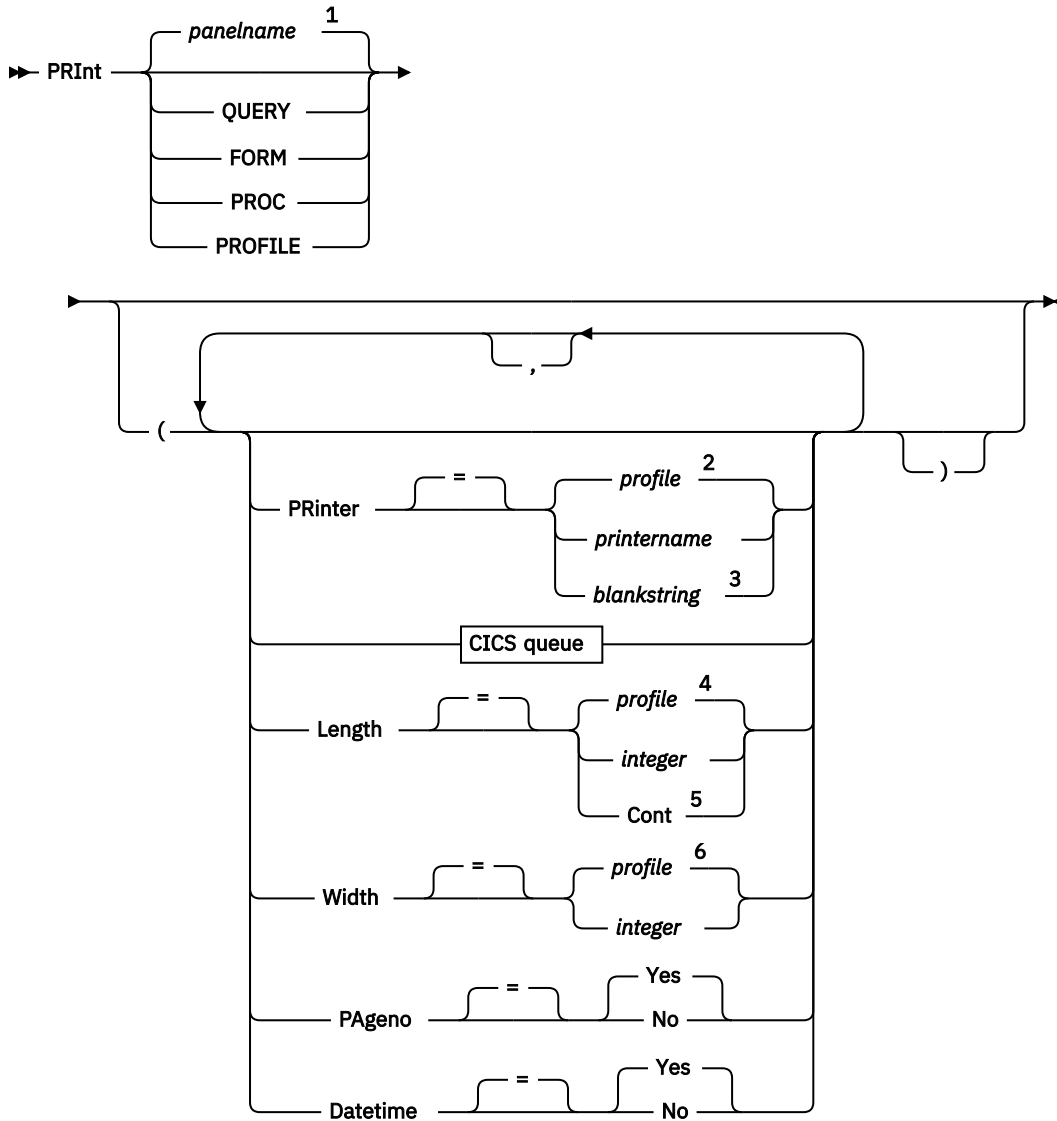 panelname 1
PRInt
QUERY
FORM
PROC
PROFILE
,
(
)
PRinter = profile 2
printername
blankstring 3
CICS queue
Length = profile 4
integer
Cont 5
Width = profile 6
integer
PAgeno = Yes
No
Datetime = Yes
No